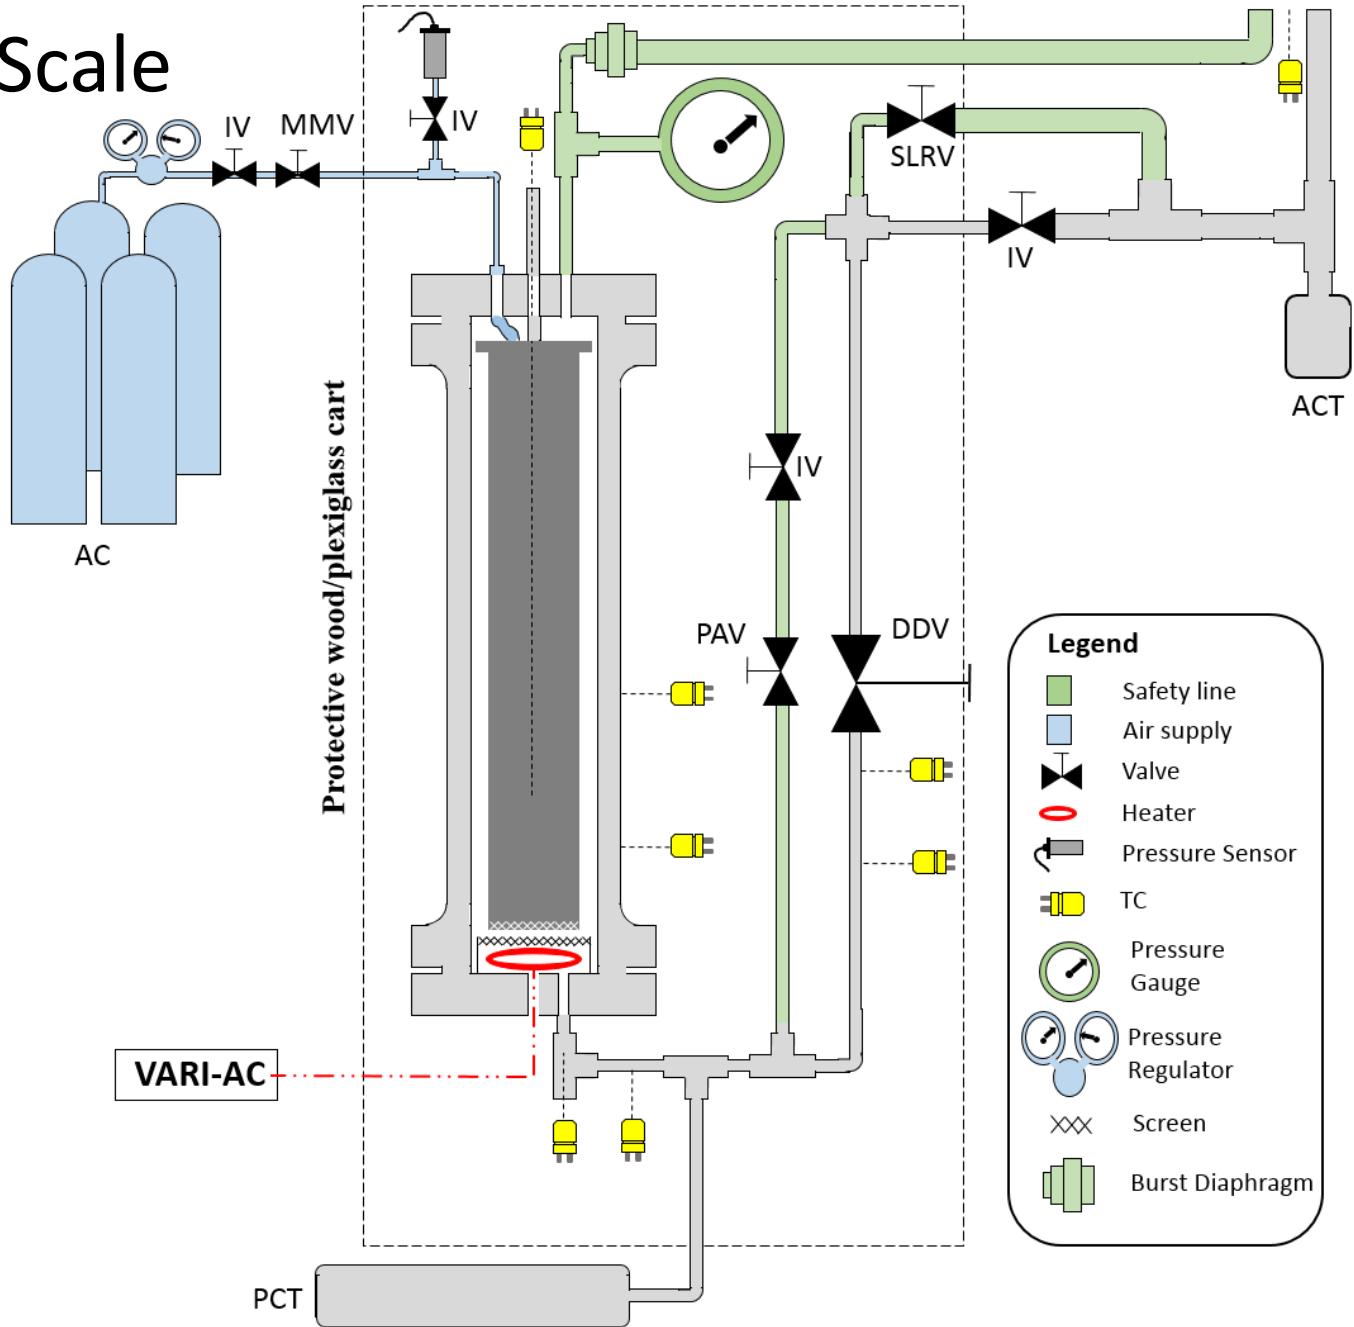 Scale
IV
MMV
IV
SLRV
IV
ACT
AC
Protective wood/plexiglass cart
IV
PAV
DDV
VARI-AC
PCT
Legend
Safety line
Air supply
Valve
Heater
Pressure Sensor
TC
Pressure
Gauge
Pressure
Regulator
Screen
Burst Diaphragm